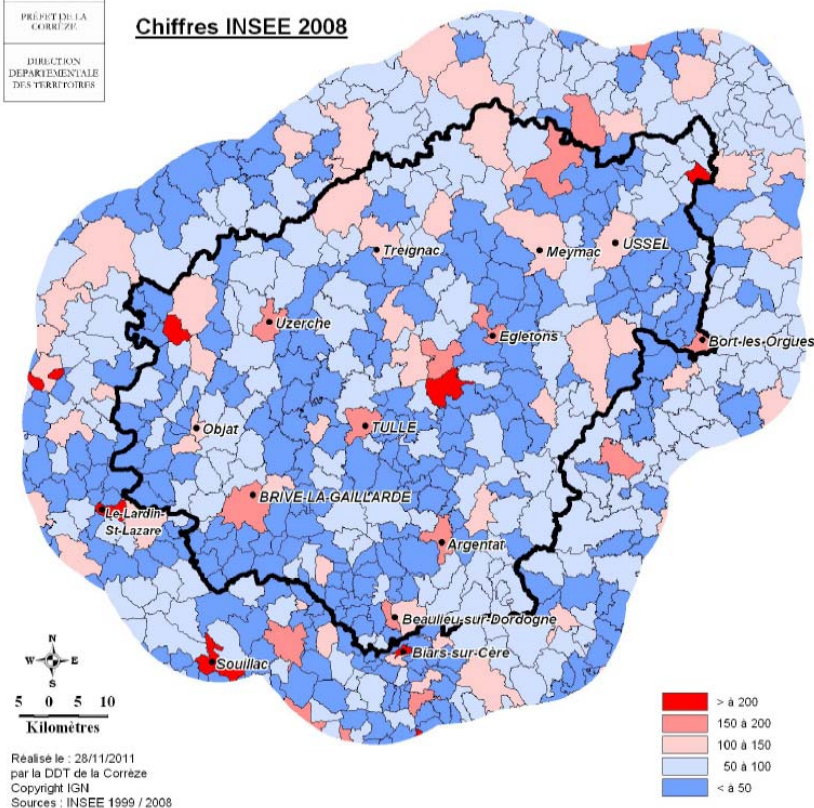 PRÉFET DE LA
CORRÈZE
DIRECTION
DEPARTEMENTALE
DES TERRITOIRES
Chiffres INSEE 2008
Treignac
Meymac
USSEL
Uzerche
Egletons
Bort-les-Orgues
Objat
TULLE
BRIVE-LA-GAILLARDE
Le-Lardin-
St-Lazare
Argentat
Beaulieu-sur-Dordogne
Biars-sur-Cère
Souillac
N
W
E
S
5 0 5 10
Kilomètres
> à 200
150 à 200
100 à 150
50 à 100
< à 50
Réalisé le : 28/11/2011
par la DDT de la Corrèze
Copyright IGN
Sources : INSEE 1999 / 2008